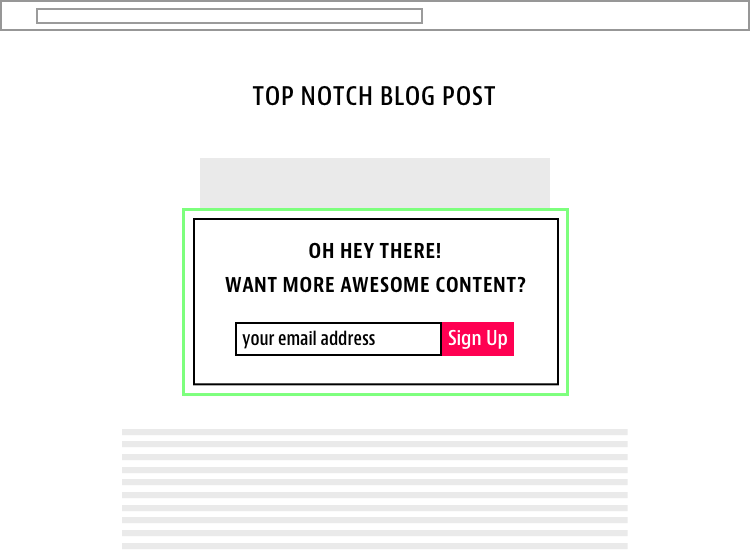 TOP NOTCH BLOG POST
OH HEY THERE!
WANT MORE AWESOME CONTENT?
your email address
Sign Up